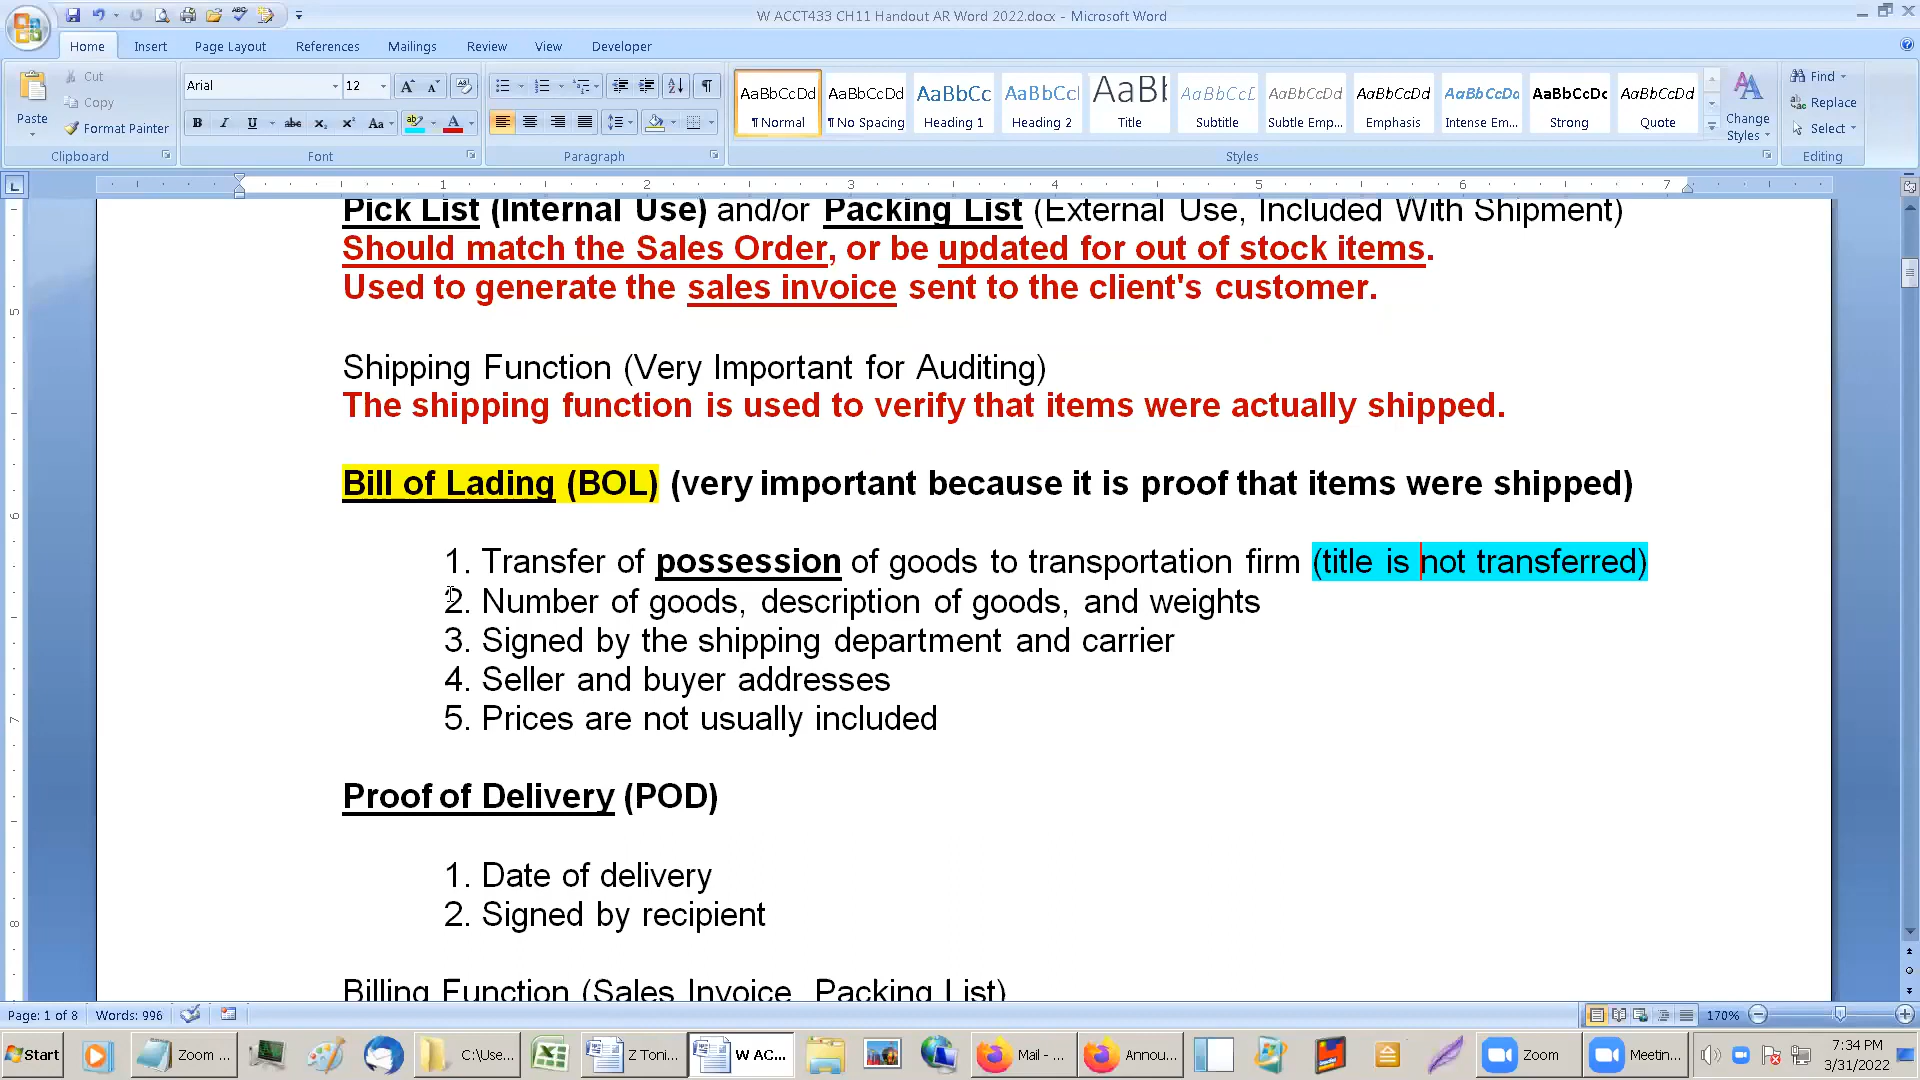 W ACCT433 CH11 Handout AR Word 2022.docx - Microsoft Word
Home Insert Page Layout References Mailings Review View Developer
Paste
Cut
Copy
Format Painter
Clipboard
Arial 12
Font
Paragraph
AaBbCcDd AaBbCcDd AaBbCc AaBbCcI AaBl AaBbCcL AaBbCcDd AaBbCcDd AaBbCcDd AaBbCcDc AaBbCcDd
¶ Normal ¶ No Spacing Heading 1 Heading 2 Title Subtitle Subtle Emp... Emphasis Intense Em... Strong Quote
Change Styles
Styles
Find
Replace
Select
Editing
1 2 3 4 5 6 7
Pick List (Internal Use) and/or Packing List (External Use, Included With Shipment)
Should match the Sales Order, or be updated for out of stock items.
Used to generate the sales invoice sent to the client's customer.
Shipping Function (Very Important for Auditing)
The shipping function is used to verify that items were actually shipped.
Bill of Lading (BOL) (very important because it is proof that items were shipped)
1. Transfer of possession of goods to transportation firm (title is not transferred)
2. Number of goods, description of goods, and weights
3. Signed by the shipping department and carrier
4. Seller and buyer addresses
5. Prices are not usually included
Proof of Delivery (POD)
1. Date of delivery
2. Signed by recipient
Billing Function (Sales Invoice, Packing List)
Page: 1 of 8 Words: 996 170%
Start Zoom ... C:\Use... Z Toni... W AC... Mail - ... Annou... Zoom Meetin... 7:34 PM
3/31/2022